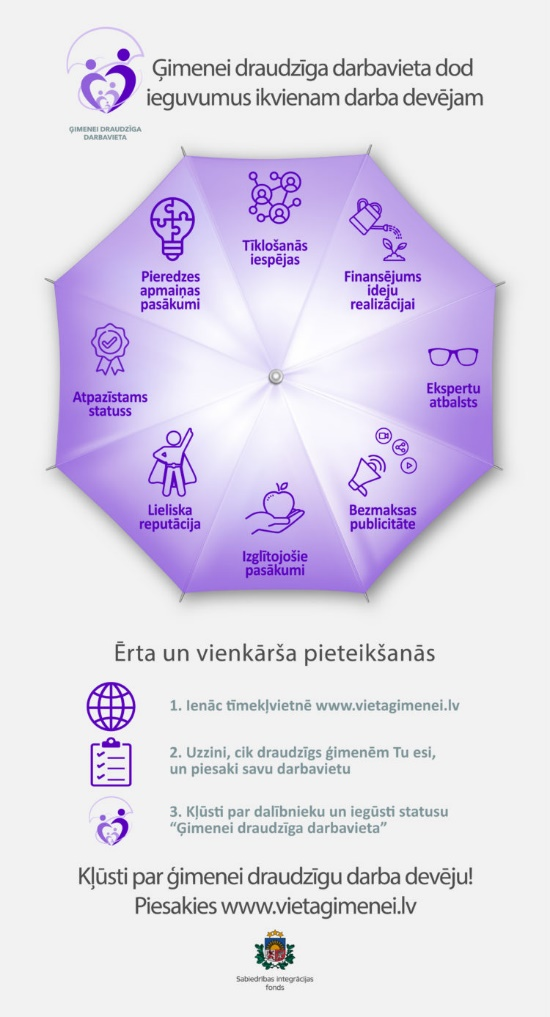 Ģimenei draudzīga darbavieta dod
ieguvumus ikvienam darba devējam
ĢIMENEI DRAUDZĪGA
DARBAVIETA
Tīklošanās
iespējas
Finansējums
ideju
realizācijai
Ekspertu
atbalsts
Bezmaksas
publicitāte
Izglītojošie
pasākumi
Lieliska
reputācija
Atpazīstams
statuss
Pieredzes
apmaiņas
pasākumi
Ērta un vienkārša pieteikšanās
1. Ienāc tīmekļvietnē www.vietagimenei.lv
2. Uzzini, cik draudzīgs ģimenēm Tu esi,
un piesaki savu darbavietu
3. Kļūsti par dalībnieku un iegūsti statusu
“Ģimenei draudzīga darbavieta”
Kļūsti par ģimenei draudzīgu darba devēju!
Piesakies www.vietagimenei.lv
Sabiedrības integrācijas
fonds